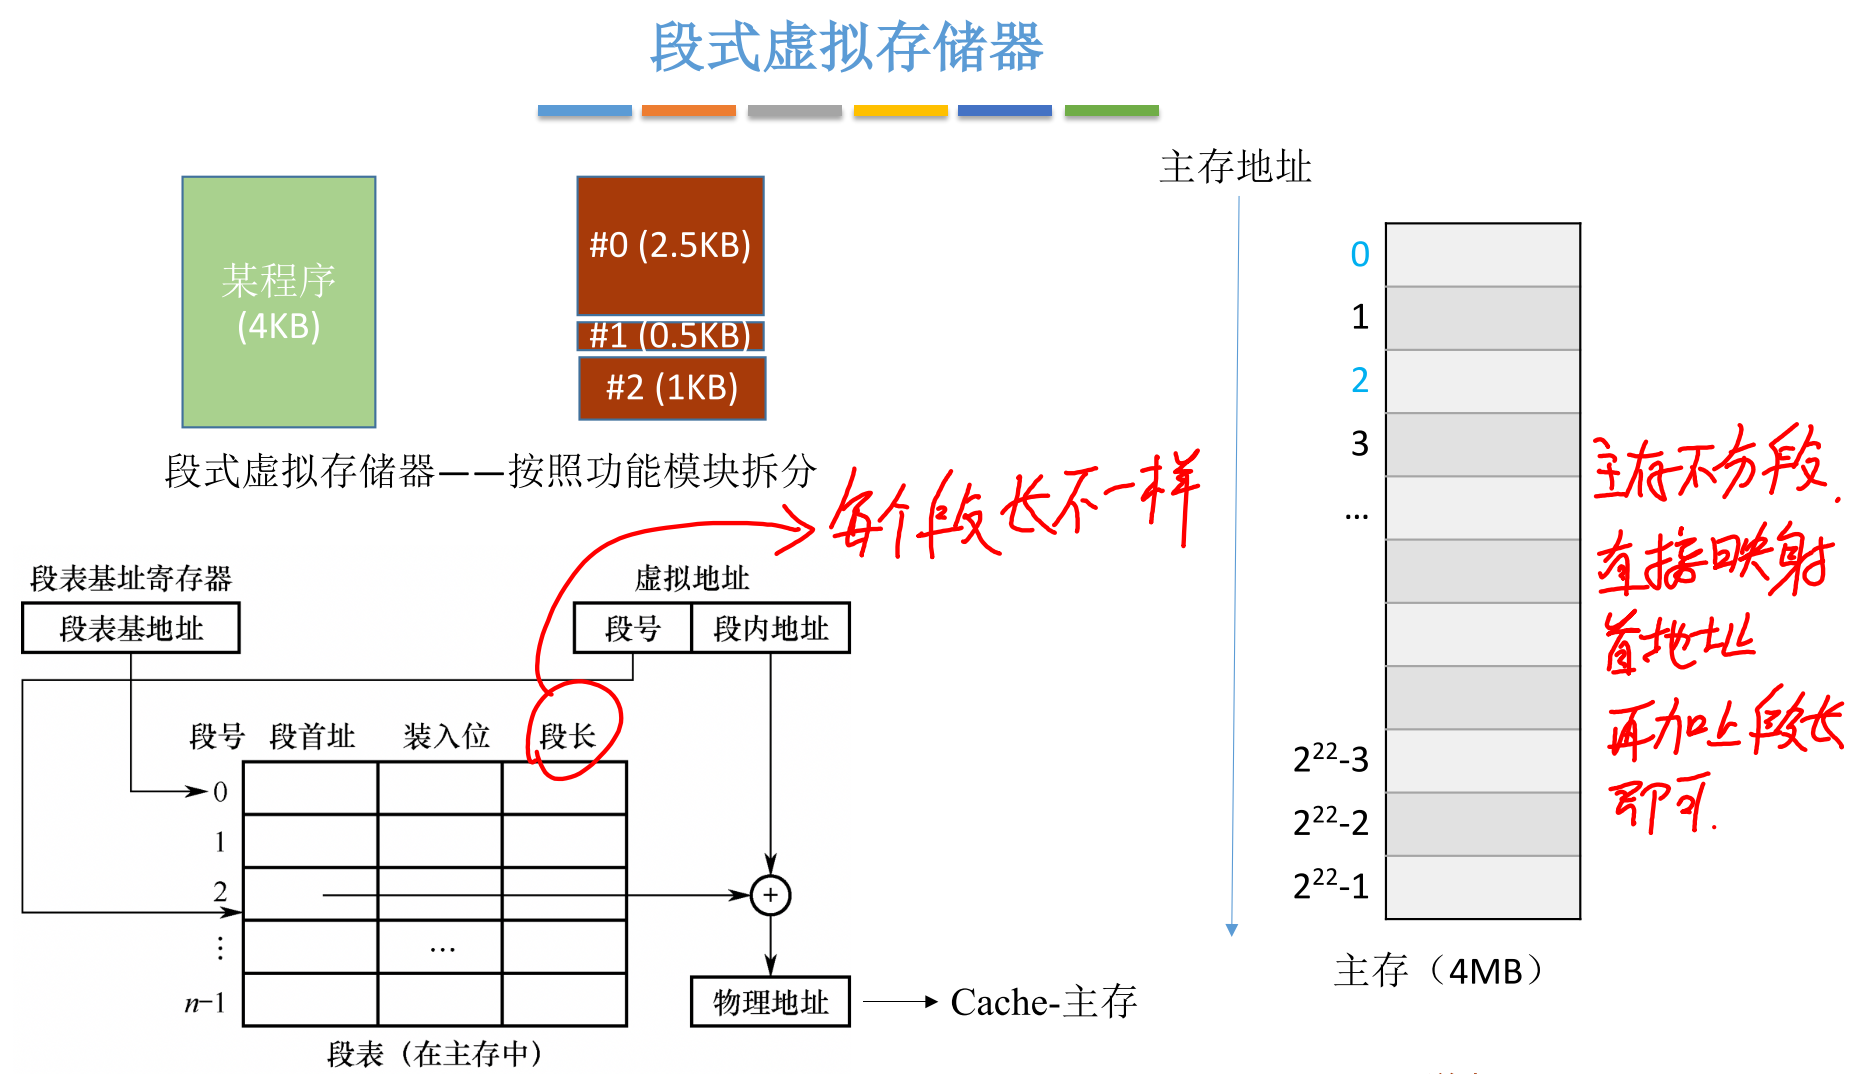 段式虚拟存储器
某程序
(4KB)
#0 (2.5KB)
#1 (0.5KB)
#2 (1KB)
段式虚拟存储器——按照功能模块拆分
每个段长不一样
段表基址寄存器
段表基地址
虚拟地址
段号 段内地址
段号 段首址 装入位 段长
0
1
2
⋮ …
n-1
段表（在主存中）
+
物理地址
Cache-主存
主存地址
0
1
2
3
...
2²²-3
2²²-2
2²²-1
主存（4MB）
主存不分段.
直接映射
首地址
再加上段长
即可.